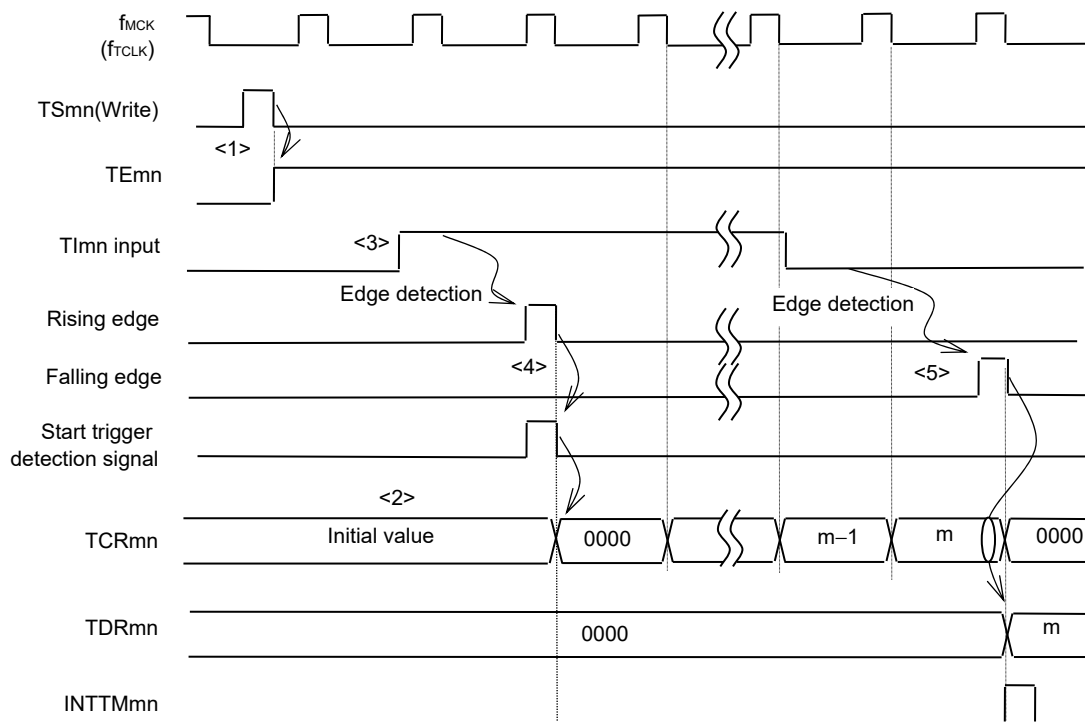 fMCK
(fTCLK)
TSmn(Write)
<1>
TEmn
TImn input
<3>
Edge detection
Edge detection
Rising edge
<4>
<5>
Falling edge
Start trigger
detection signal
<2>
TCRmn
Initial value
0000
m−1
m
0000
TDRmn
0000
m
INTTMmn